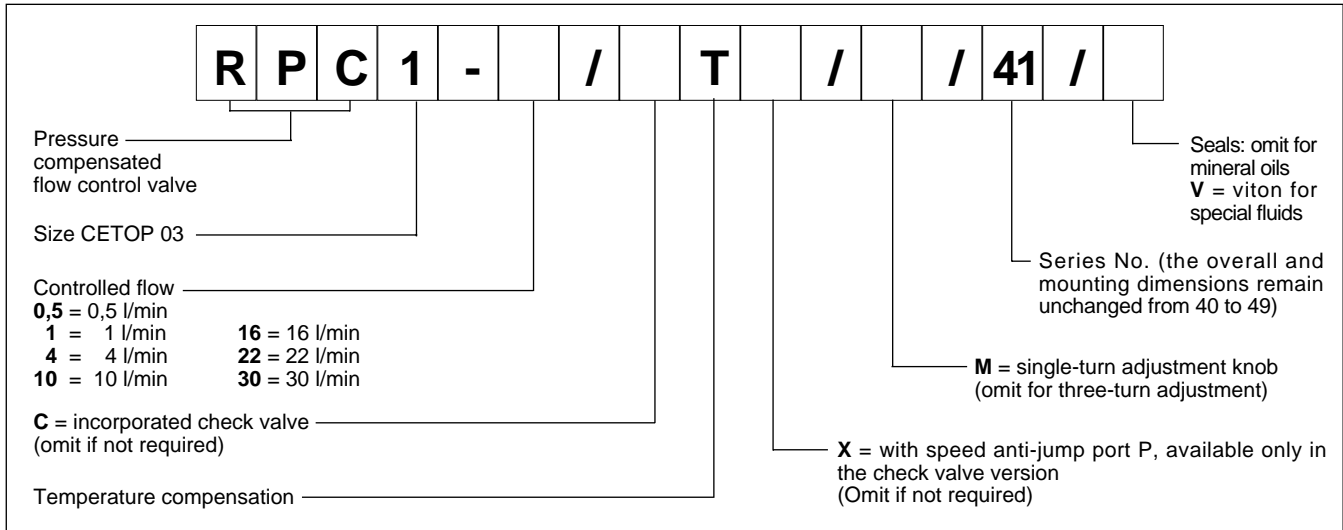 R P C 1 - / T / / 41 /
Pressure
compensated
flow control valve
Size CETOP 03
Controlled flow
0,5 = 0,5 l/min
1 = 1 l/min 16 = 16 l/min
4 = 4 l/min 22 = 22 l/min
10 = 10 l/min 30 = 30 l/min
C = incorporated check valve
(omit if not required)
Temperature compensation
Seals: omit for
mineral oils
V = viton for
special fluids
Series No. (the overall and
mounting dimensions remain
unchanged from 40 to 49)
M = single-turn adjustment knob
(omit for three-turn adjustment)
X = with speed anti-jump port P, available only in
the check valve version
(Omit if not required)